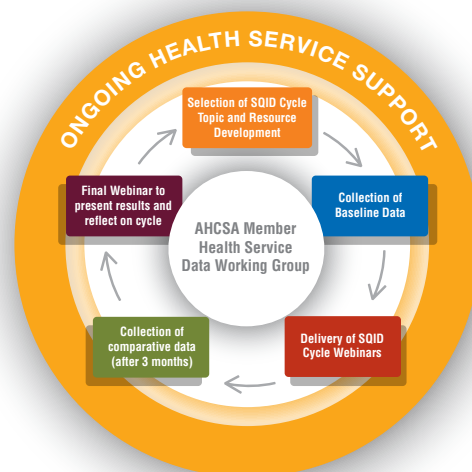 ONGOING HEALTH SERVICE SUPPORT
Selection of SQID Cycle
Topic and Resource
Development
Collection of
Baseline Data
Delivery of SQID
Cycle Webinars
Collection of
comparative data
(after 3 months)
Final Webinar to
present results and
reflect on cycle
AHCSA Member
Health Service
Data Working Group